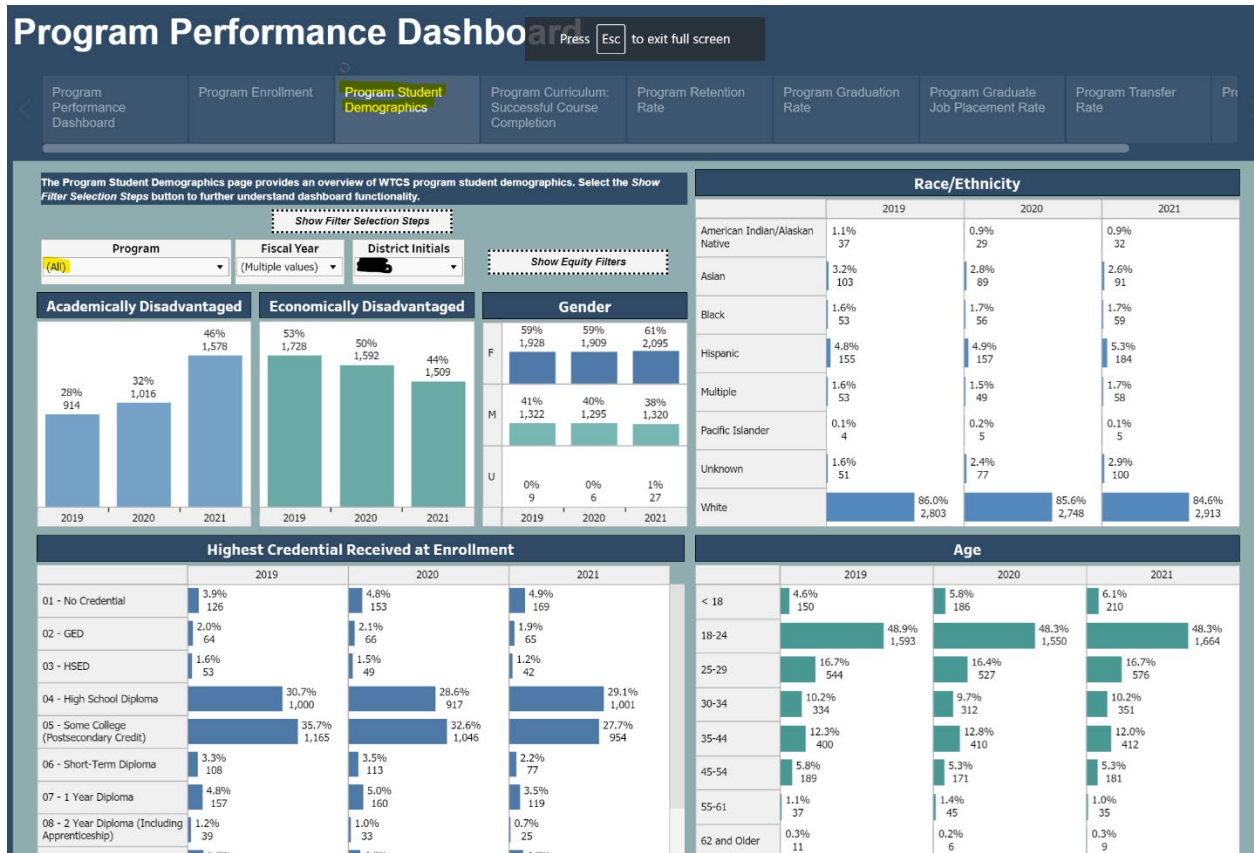 Program Performance Dashboard
Press Esc to exit full screen
Program Performance Dashboard
Program Enrollment
Program Student Demographics
Program Curriculum: Successful Course Completion
Program Retention Rate
Program Graduation Rate
Program Graduate Job Placement Rate
Program Transfer Rate
The Program Student Demographics page provides an overview of WTCS program student demographics. Select the Show
Filter Selection Steps button to further understand dashboard functionality.
Show Filter Selection Steps
Program Fiscal Year District Initials
(All) (Multiple values)
Show Equity Filters
Academically Disadvantaged
28% 32% 46%
914 1,016 1,578
2019 2020 2021
Economically Disadvantaged
53% 50% 44%
1,728 1,592 1,509
2019 2020 2021
Gender
59% 59% 61%
F 1,928 1,909 2,095
41% 40% 38%
M 1,322 1,295 1,320
U 0% 0% 1%
9 6 27
2019 2020 2021
Race/Ethnicity
2019 2020 2021
American Indian/Alaskan Native 1.1% 0.9% 0.9%
37 29 32
Asian 3.2% 2.8% 2.6%
103 89 91
Black 1.6% 1.7% 1.7%
53 56 59
Hispanic 4.8% 4.9% 5.3%
155 157 184
Multiple 1.6% 1.5% 1.7%
53 49 58
Pacific Islander 0.1% 0.2% 0.1%
4 5 5
Unknown 1.6% 2.4% 2.9%
51 77 100
White 86.0% 85.6% 84.6%
2,803 2,748 2,913
Highest Credential Received at Enrollment
2019 2020 2021
01 - No Credential 3.9% 4.8% 4.9%
126 153 169
02 - GED 2.0% 2.1% 1.9%
64 66 65
03 - HSED 1.6% 1.5% 1.2%
53 49 42
04 - High School Diploma 30.7% 28.6% 29.1%
1,000 917 1,001
05 - Some College (Postsecondary Credit) 35.7% 32.6% 27.7%
1,165 1,046 954
06 - Short-Term Diploma 3.3% 3.5% 2.2%
108 113 77
07 - 1 Year Diploma 4.8% 5.0% 3.5%
157 160 119
08 - 2 Year Diploma (Including Apprenticeship) 1.2% 1.0% 0.7%
39 33 25
Age
2019 2020 2021
< 18 4.6% 5.8% 6.1%
150 186 210
18-24 48.9% 48.3% 48.3%
1,593 1,550 1,664
25-29 16.7% 16.4% 16.7%
544 527 576
30-34 10.2% 9.7% 10.2%
334 312 351
35-44 12.3% 12.8% 12.0%
400 410 412
45-54 5.8% 5.3% 5.3%
189 171 181
55-61 1.1% 1.4% 1.0%
37 45 35
62 and Older 0.3% 0.2% 0.3%
11 6 9